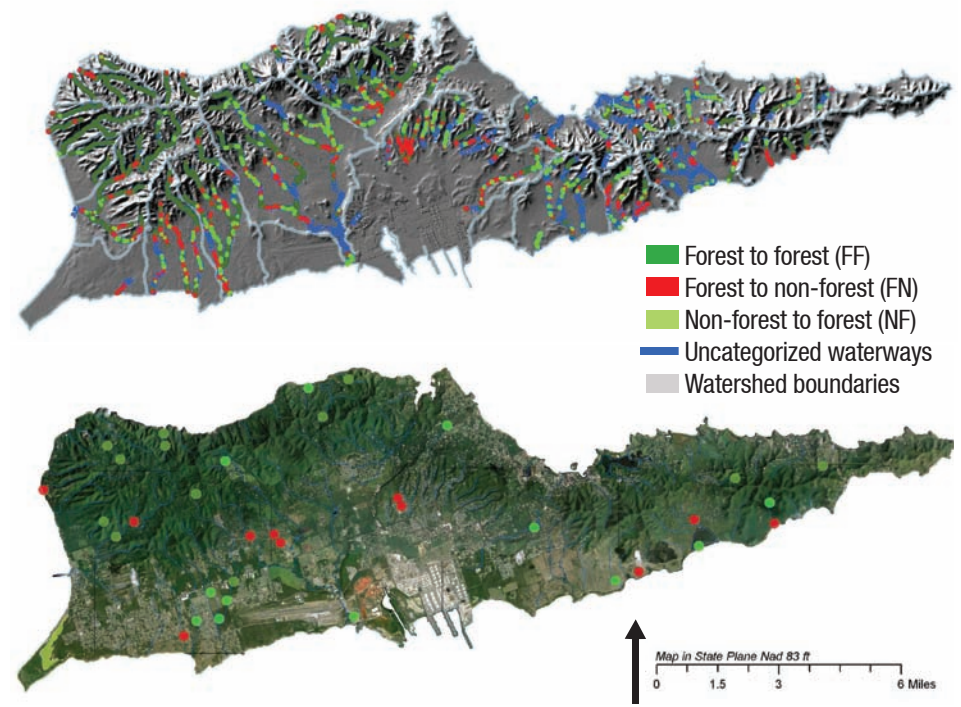 Forest to forest (FF)
Forest to non-forest (FN)
Non-forest to forest (NF)
Uncategorized waterways
Watershed boundaries
Map in State Plane Nad 83 ft
0 1.5 3 6 Miles